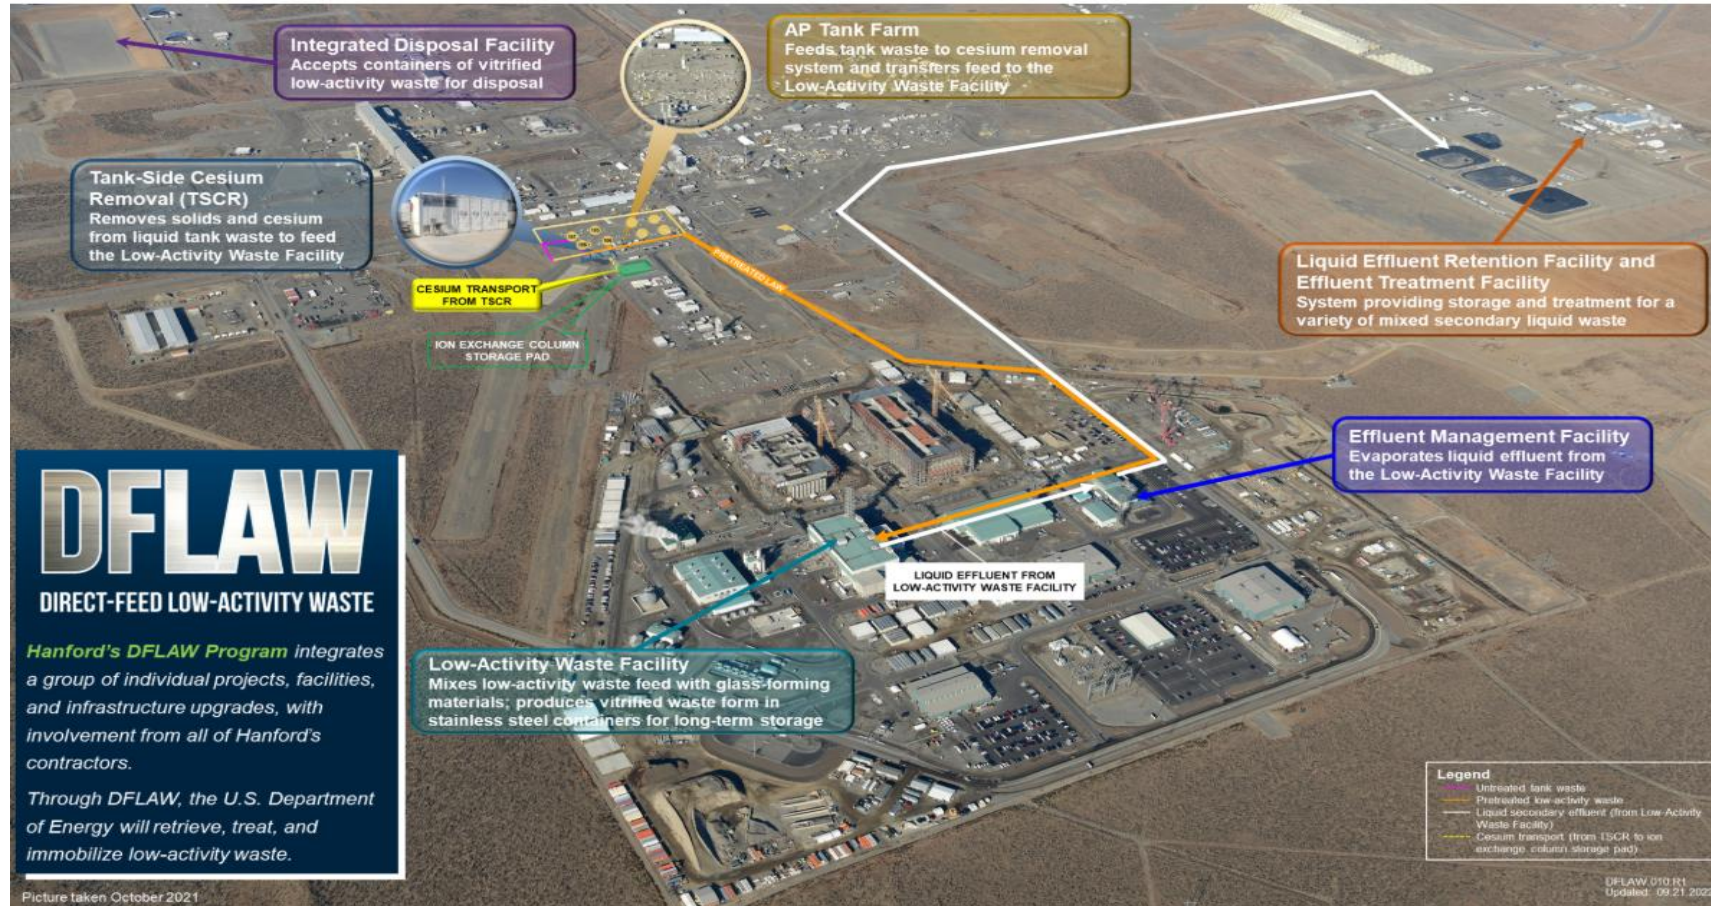 Integrated Disposal Facility
Accepts containers of vitrified
low-activity waste for disposal
AP Tank Farm
Feeds tank waste to cesium removal
system and transfers feed to the
Low-Activity Waste Facility
Tank-Side Cesium
Removal (TSCR)
Removes solids and cesium
from liquid tank waste to feed
the Low-Activity Waste Facility
CESIUM TRANSPORT
FROM TSCR
ION EXCHANGE COLUMN
STORAGE PAD
PRETREATED LAW
Liquid Effluent Retention Facility and
Effluent Treatment Facility
System providing storage and treatment for a
variety of mixed secondary liquid waste
Effluent Management Facility
Evaporates liquid effluent from
the Low-Activity Waste Facility
LIQUID EFFLUENT FROM
LOW-ACTIVITY WASTE FACILITY
Low-Activity Waste Facility
Mixes low-activity waste feed with glass-forming
materials; produces vitrified waste form in
stainless steel containers for long-term storage
DFLAW
DIRECT-FEED LOW-ACTIVITY WASTE
Hanford's DFLAW Program integrates
a group of individual projects, facilities,
and infrastructure upgrades, with
involvement from all of Hanford's
contractors.
Through DFLAW, the U.S. Department
of Energy will retrieve, treat, and
immobilize low-activity waste.
Picture taken October 2021
Legend
Untreated tank waste
Pretreated low-activity waste
Liquid secondary effluent (from Low-Activity
Waste Facility)
Cesium transport (from TSCR to ion
exchange column storage pad)
DFLAW 010 R1
Updated: 09.21.2022